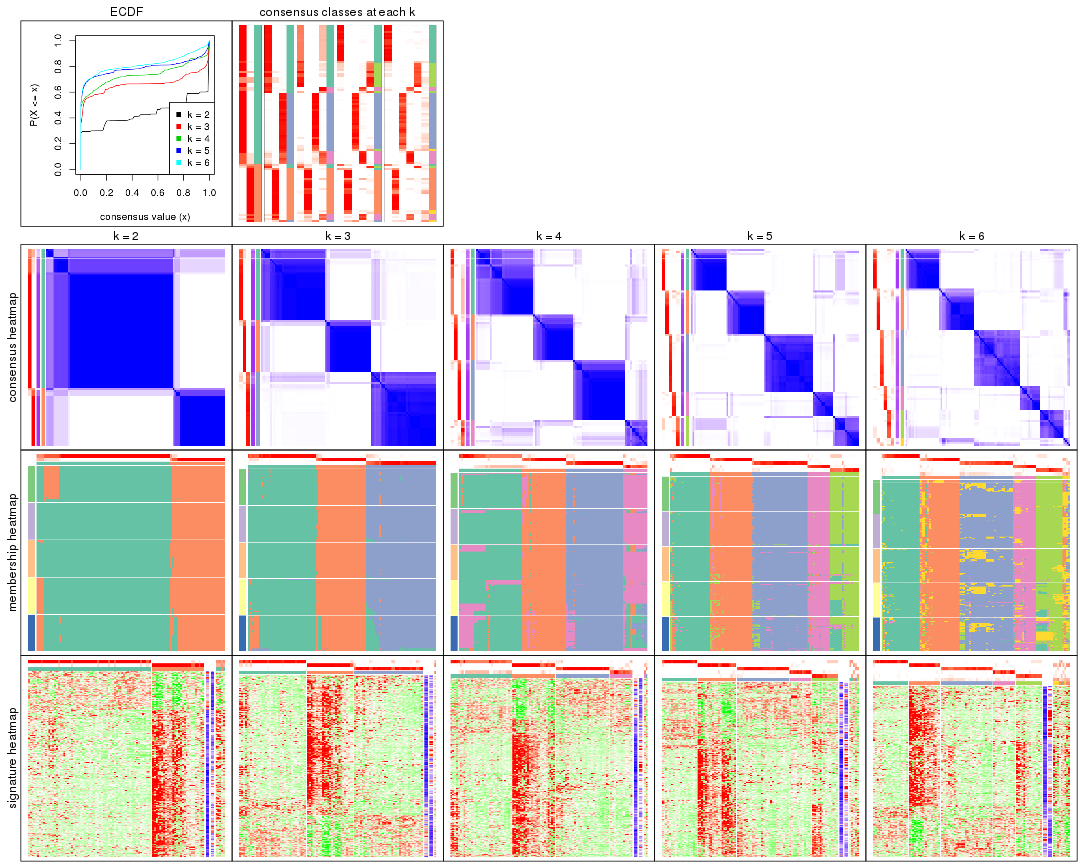 ECDF
consensus classes at each k
P(X <= x)
0.0 0.2 0.4 0.6 0.8 1.0
k = 2
k = 3
k = 4
k = 5
k = 6
0.0 0.2 0.4 0.6 0.8 1.0
consensus value (x)
k = 2 k = 3 k = 4 k = 5 k = 6
consensus heatmap
membership heatmap
signature heatmap